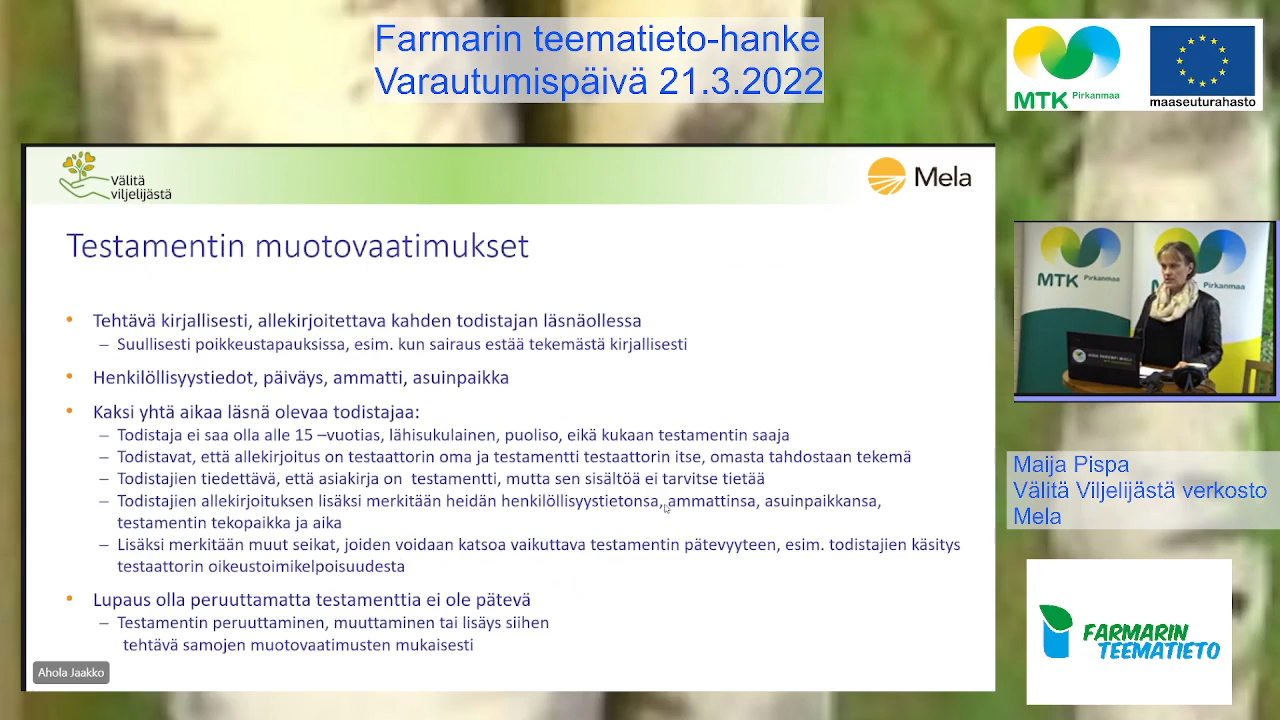 Farmarin teematieto-hanke
Varautumispäivä 21.3.2022
MTK Pirkanmaa
maaseuturahasto
Välitä
viljelijästä
Mela
Testamentin muotovaatimukset
• Tehtävä kirjallisesti, allekirjoitettava kahden todistajan läsnäollessa
– Suullisesti poikkeustapauksissa, esim. kun sairaus estää tekemästä kirjallisesti
• Henkilöllisyystiedot, päiväys, ammatti, asuinpaikka
• Kaksi yhtä aikaa läsnä olevaa todistajaa:
– Todistaja ei saa olla alle 15 –vuotias, lähisukulainen, puoliso, eikä kukaan testamentin saaja
– Todistavat, että allekirjoitus on testaattorin oma ja testamentti testaattorin itse, omasta tahdostaan tekemä
– Todistajien tiedettävä, että asiakirja on testamentti, mutta sen sisältöä ei tarvitse tietää
– Todistajien allekirjoituksen lisäksi merkitään heidän henkilöllisyystietonsa, ammattinsa, asuinpaikkansa,
testamentin tekopaikka ja aika
– Lisäksi merkitään muut seikat, joiden voidaan katsoa vaikuttava testamentin pätevyyteen, esim. todistajien käsitys
testaattorin oikeustoimikelpoisuudesta
• Lupaus olla peruuttamatta testamenttia ei ole pätevä
– Testamentin peruuttaminen, muuttaminen tai lisäys siihen
tehtävä samojen muotovaatimusten mukaisesti
Ahola Jaakko
MTK Pirkanmaa
Pirkanmaa
Maija Pispa
Välitä Viljelijästä verkosto
Mela
FARMARIN
TEEMATIETO